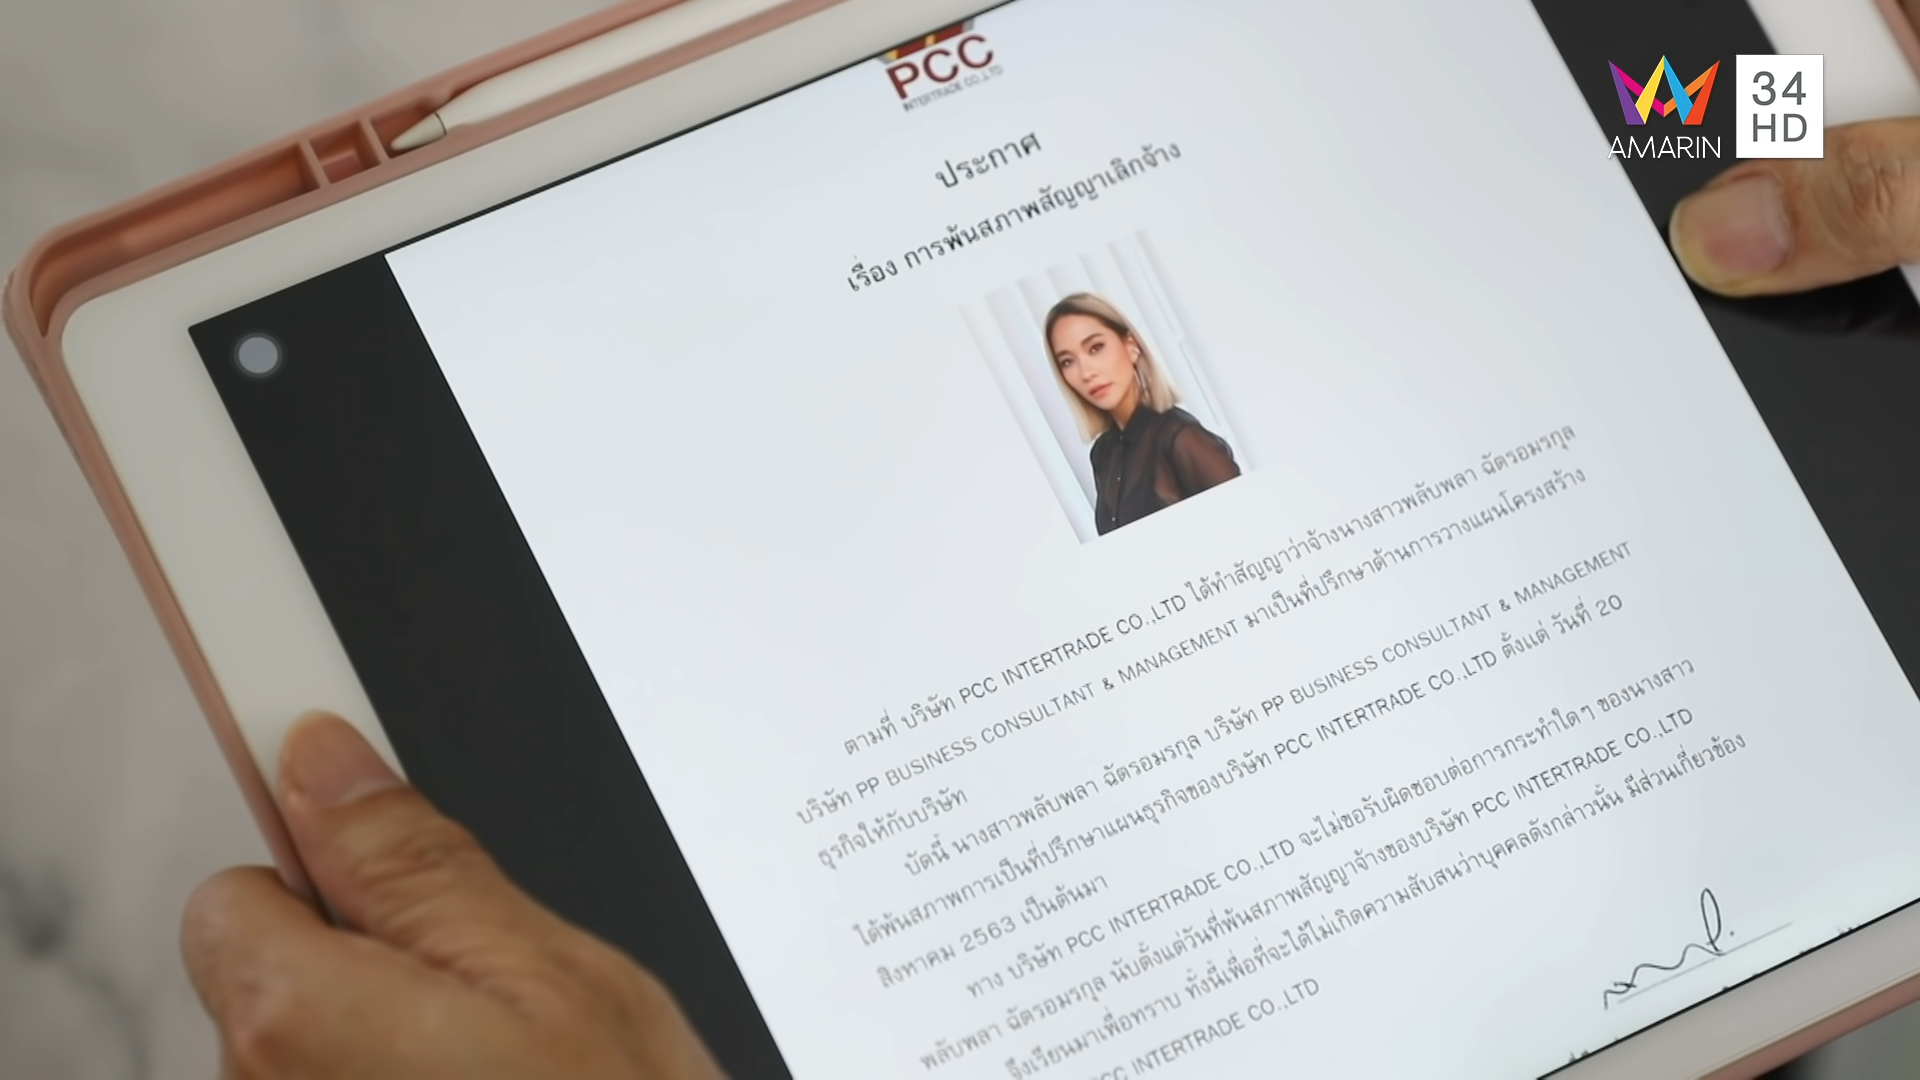 PCC
INTERTRADE CO.,LTD
AMARIN
34
HD
ประกาศ
เรื่อง การพ้นสภาพสัญญาเลิกจ้าง
ตามที่ บริษัท PCC INTERTRADE CO.,LTD ได้ทำสัญญาว่าจ้างนางสาวพลับพลา ฉัตรอมรกุล
บริษัท PP BUSINESS CONSULTANT & MANAGEMENT มาเป็นที่ปรึกษาด้านการวางแผนโครงสร้าง
ธุรกิจให้กับบริษัท
บัดนี้ นางสาวพลับพลา ฉัตรอมรกุล บริษัท PP BUSINESS CONSULTANT & MANAGEMENT
ได้พ้นสภาพการเป็นที่ปรึกษาแผนธุรกิจของบริษัท PCC INTERTRADE CO.,LTD ตั้งแต่ วันที่ 20
สิงหาคม 2563 เป็นต้นมา
ทาง บริษัท PCC INTERTRADE CO.,LTD จะไม่ขอรับผิดชอบต่อการกระทำใดๆ ของนางสาว
พลับพลา ฉัตรอมรกุล นับตั้งแต่วันที่พ้นสภาพสัญญาจ้างของบริษัท PCC INTERTRADE CO.,LTD
จึงเรียนมาเพื่อทราบ ทั้งนี้เพื่อที่จะได้ไม่เกิดความสับสนว่าบุคคลดังกล่าวนั้น มีส่วนเกี่ยวข้อง
PCC INTERTRADE CO.,LTD